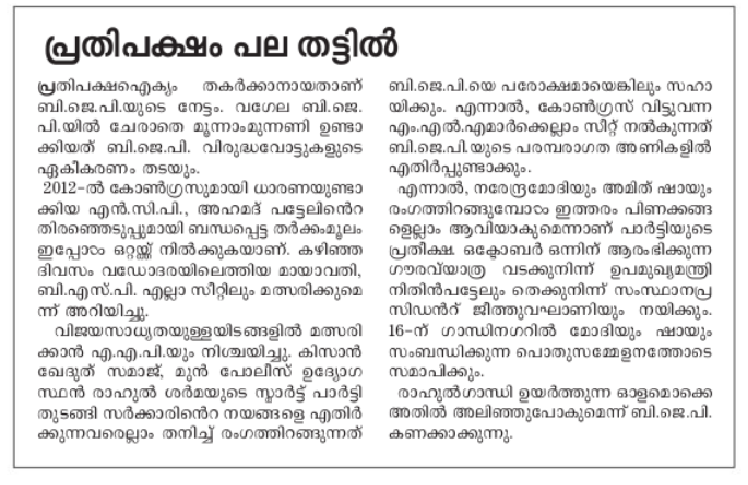 പ്രതിപക്ഷം പല തട്ടിൽ
പ്രതിപക്ഷഐക്യം തകർക്കാനായതാണ്
ബി.ജെ.പി.യുടെ നേട്ടം. വഗേല ബി.ജെ.
പി.യിൽ ചേരാതെ മൂന്നാംമുന്നണി ഉണ്ടാ
ക്കിയത് ബി.ജെ.പി. വിരുദ്ധവോട്ടുകളുടെ
ഏകീകരണം തടയും.
2012-ൽ കോൺഗ്രസുമായി ധാരണയുണ്ടാ
ക്കിയ എൻ.സി.പി., അഹമദ് പട്ടേലിന്റെ
തിരഞ്ഞെടുപ്പുമായി ബന്ധപ്പെട്ട തർക്കംമൂലം
ഇപ്പോൾ ഒറ്റയ്ക്ക് നിൽക്കുകയാണ്. കഴിഞ്ഞ
ദിവസം വഡോദരയിലെത്തിയ മായാവതി,
ബി.എസ്.പി. എല്ലാ സീറ്റിലും മത്സരിക്കുമെ
ന്ന് അറിയിച്ചു.
വിജയസാധ്യതയുള്ളയിടങ്ങളിൽ മത്സരി
ക്കാൻ എ.എ.പി.യും നിശ്ചയിച്ചു. കിസാൻ
ഖേദുത് സമാജ്, മുൻ പോലീസ് ഉദ്യോഗ
സ്ഥൻ രാഹുൽ ശർമയുടെ സ്മാർട്ട് പാർട്ടി
തുടങ്ങി സർക്കാരിന്റെ നയങ്ങളെ എതിർ
ക്കുന്നവരെല്ലാം തനിച്ച് രംഗത്തിറങ്ങുന്നത്
ബി.ജെ.പി.യെ പരോക്ഷമായെങ്കിലും സഹാ
യിക്കും. എന്നാൽ, കോൺഗ്രസ് വിട്ടുവന്ന
എം.എൽ.എമാർക്കെല്ലാം സീറ്റ് നൽകുന്നത്
ബി.ജെ.പി.യുടെ പരമ്പരാഗത അണികളിൽ
എതിർപ്പുണ്ടാക്കും.
എന്നാൽ, നരേന്ദ്രമോദിയും അമിത് ഷായും
രംഗത്തിറങ്ങുമ്പോൾ ഇത്തരം പിണക്കങ്ങ
ളെല്ലാം ആവിയാകുമെന്നാണ് പാർട്ടിയുടെ
പ്രതീക്ഷ. ഒക്ടോബർ ഒന്നിന് ആരംഭിക്കുന്ന
ഗൗരവ്‌യാത്ര വടക്കുനിന്ന് ഉപമുഖ്യമന്ത്രി
നിതിൻപട്ടേലും തെക്കുനിന്ന് സംസ്ഥാനപ്ര
സിഡന്റ് ജീത്തുവഘാണിയും നയിക്കും.
16-ന് ഗാന്ധിനഗറിൽ മോദിയും ഷായും
സംബന്ധിക്കുന്ന പൊതുസമ്മേളനത്തോടെ
സമാപിക്കും.
രാഹുൽഗാന്ധി ഉയർത്തുന്ന ഓളമൊക്കെ
അതിൽ അലിഞ്ഞുപോകുമെന്ന് ബി.ജെ.പി.
കണക്കാക്കുന്നു.